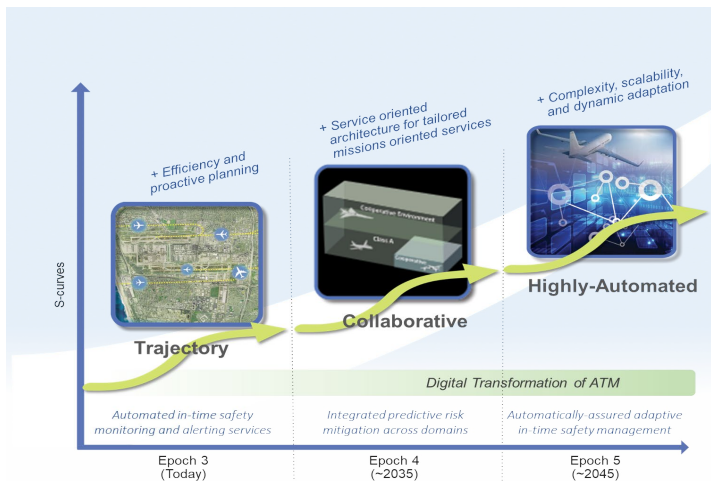 + Complexity, scalability,
and dynamic adaptation
+ Service oriented
architecture for tailored
missions oriented services
+ Efficiency and
proactive planning
Cooperative Environment
Class A
Cooperative
S-curves
Highly-Automated
Collaborative
Trajectory
Digital Transformation of ATM
Automated in-time safety
monitoring and alerting services
Integrated predictive risk
mitigation across domains
Automatically-assured adaptive
in-time safety management
Epoch 3
(Today)
Epoch 4
(~2035)
Epoch 5
(~2045)